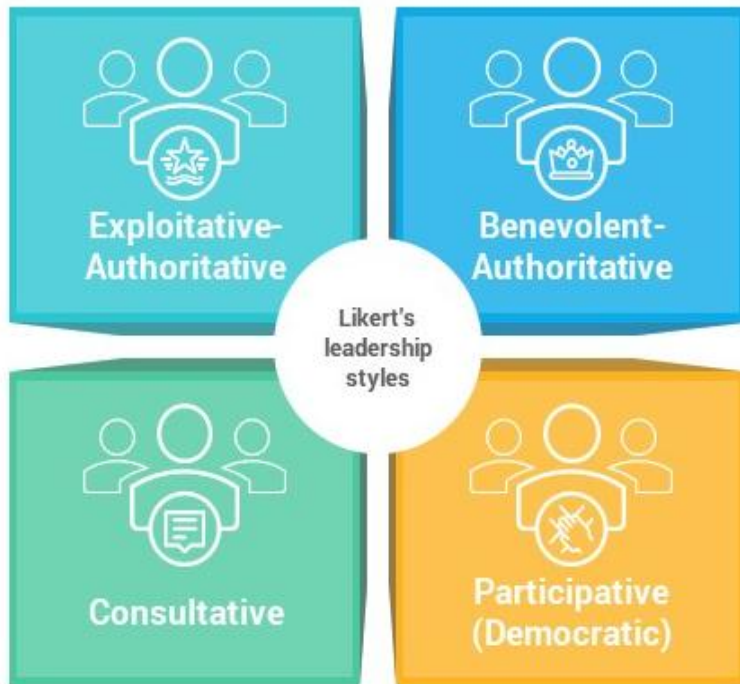 Exploitative-
Authoritative
Benevolent-
Authoritative
Likert's
leadership
styles
Consultative
Participative
(Democratic)